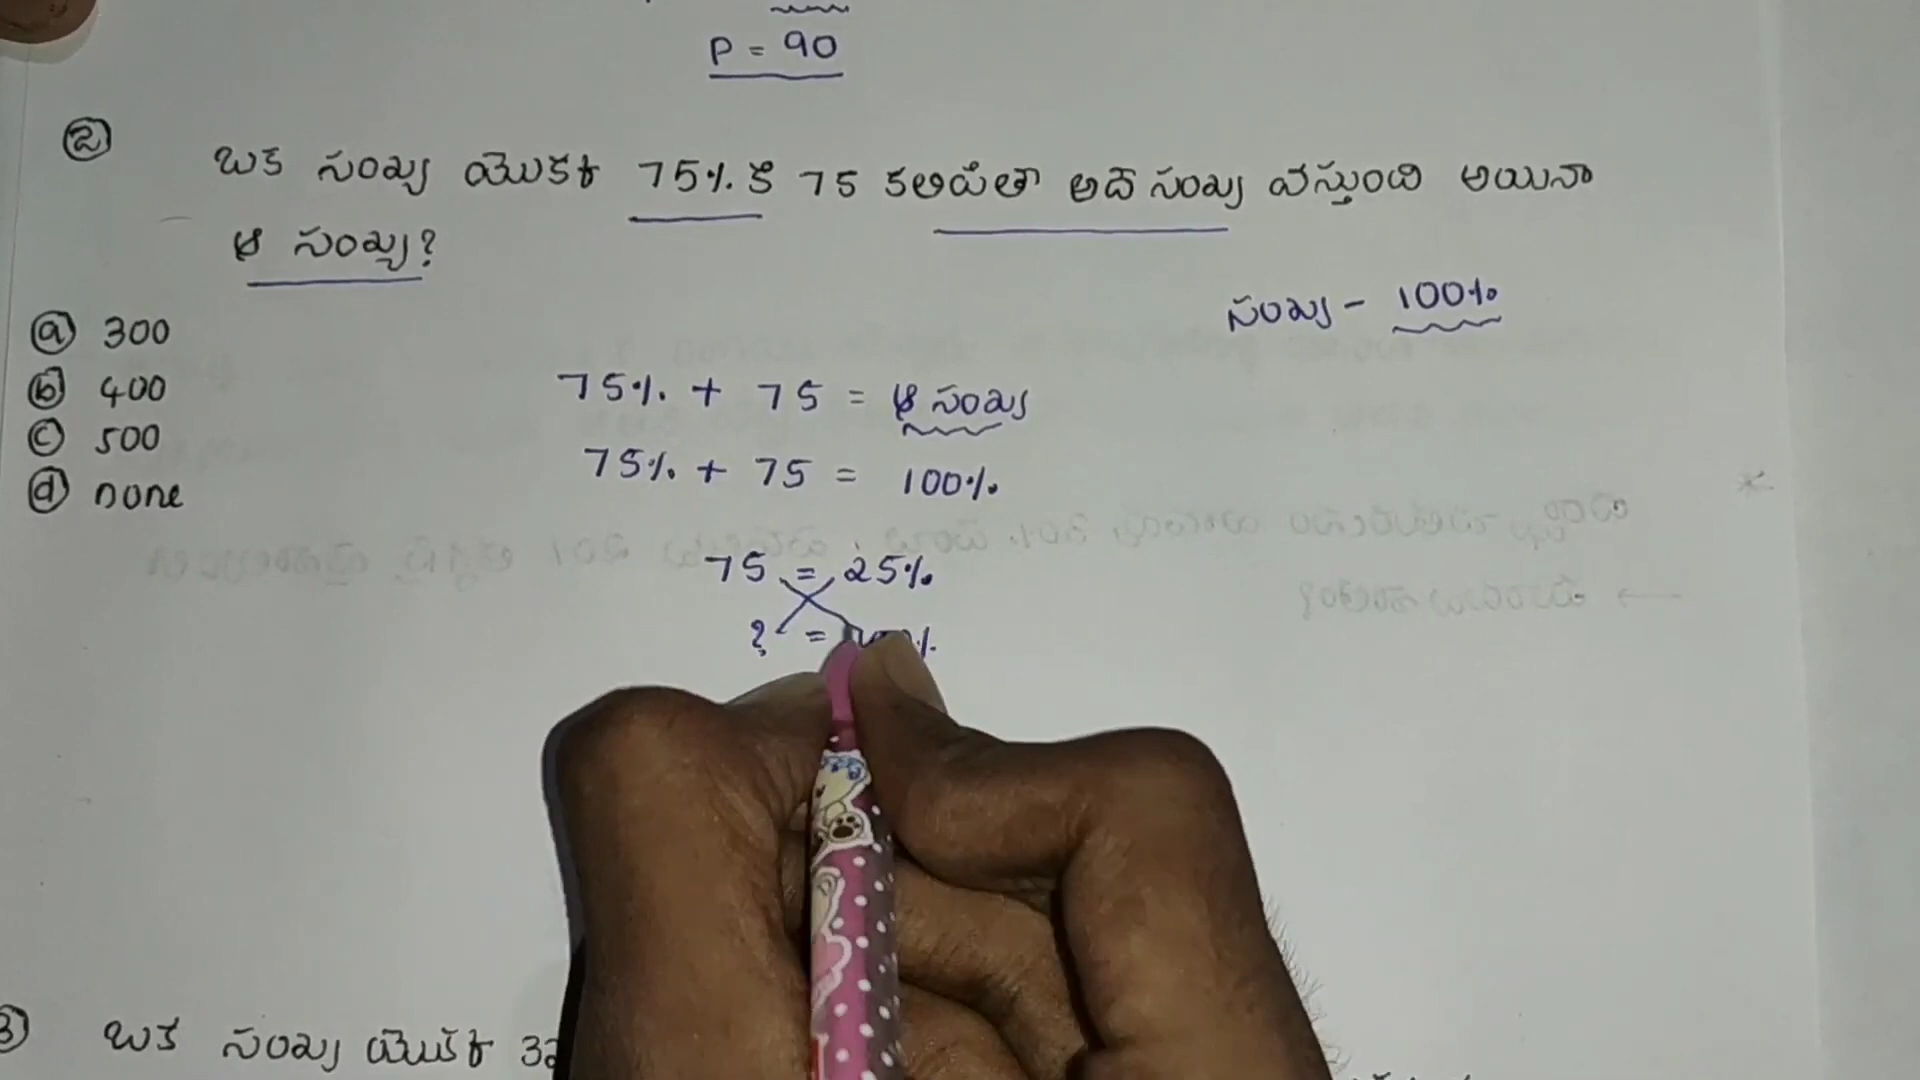 P = 90
② ఒక సంఖ్య యొక్క 75% కి 75 కలిపితే అదే సంఖ్య వస్తుంది అయినా
ఆ సంఖ్య?
సంఖ్య - 100%
ⓐ 300
ⓑ 400
ⓒ 500
ⓓ none
75% + 75 = ఆ సంఖ్య
75% + 75 = 100%
75 = 25%
? = %
ఒక సంఖ్య యొక్క